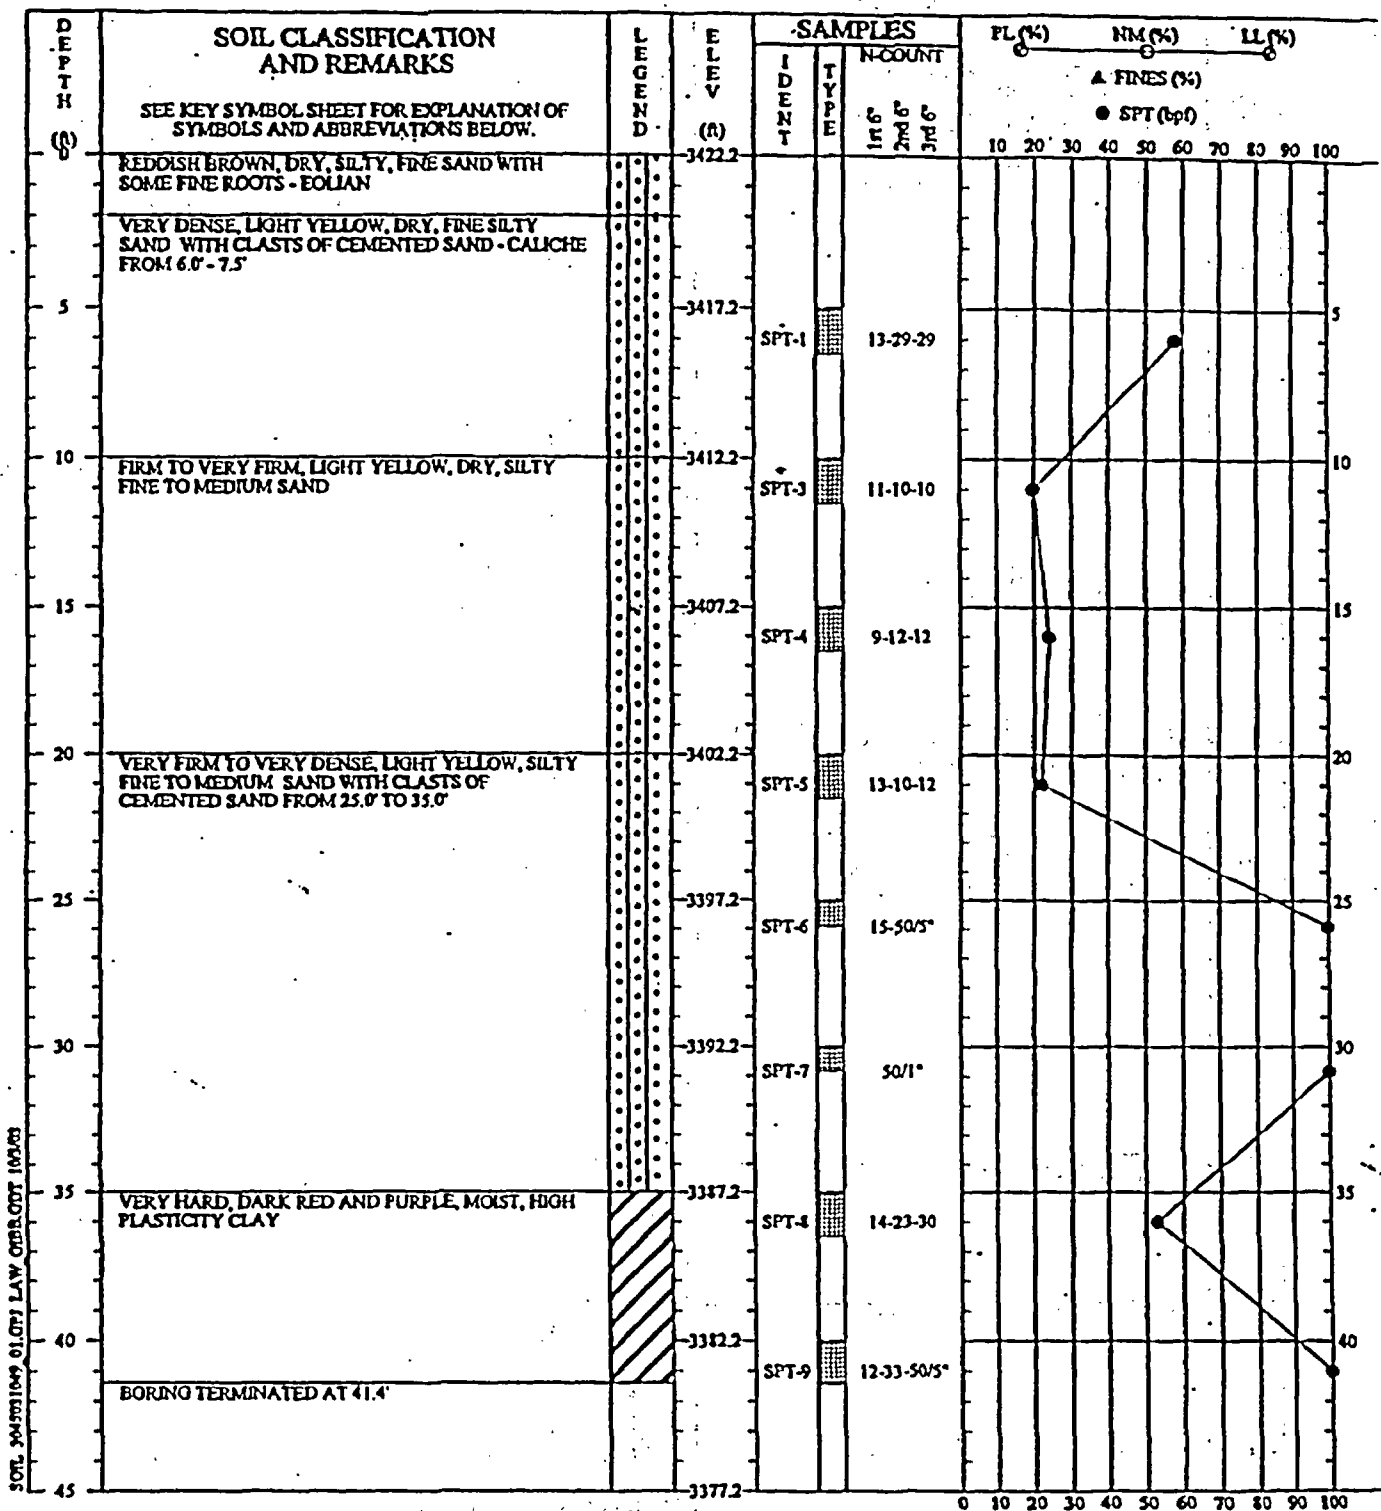 DEPTH
(ft)
SOIL CLASSIFICATION
AND REMARKS
SEE KEY SYMBOL SHEET FOR EXPLANATION OF
SYMBOLS AND ABBREVIATIONS BELOW.
LEGEND
ELEV
(ft)
SAMPLES
IDENT
TYPE
N-COUNT
1st 6"
2nd 6"
3rd 6"
PL (%) NM (%) LL (%)
▲ FINES (%)
● SPT (bpf)
10 20 30 40 50 60 70 80 90 100
0
REDDISH BROWN, DRY, SILTY, FINE SAND WITH
SOME FINE ROOTS - EOLIAN
3422.2
VERY DENSE, LIGHT YELLOW, DRY, FINE SILTY
SAND WITH CLASTS OF CEMENTED SAND - CALICHE
FROM 6.0' - 7.5'
5 3417.2 5
SPT-1 13-29-29
10 3412.2 10
FIRM TO VERY FIRM, LIGHT YELLOW, DRY, SILTY
FINE TO MEDIUM SAND
SPT-3 11-10-10
15 3407.2 15
SPT-4 9-12-12
20 3402.2 20
VERY FIRM TO VERY DENSE, LIGHT YELLOW, SILTY
FINE TO MEDIUM SAND WITH CLASTS OF
CEMENTED SAND FROM 25.0' TO 35.0'
SPT-5 13-10-12
25 3397.2 25
SPT-6 15-50/5"
30 3392.2 30
SPT-7 50/1"
35 3387.2 35
VERY HARD, DARK RED AND PURPLE, MOIST, HIGH
PLASTICITY CLAY
SPT-8 14-23-30
40 3382.2 40
SPT-9 12-33-50/5"
BORING TERMINATED AT 41.4'
45 3377.2
0 10 20 30 40 50 60 70 80 90 100
SOIL LAW 10/3/03